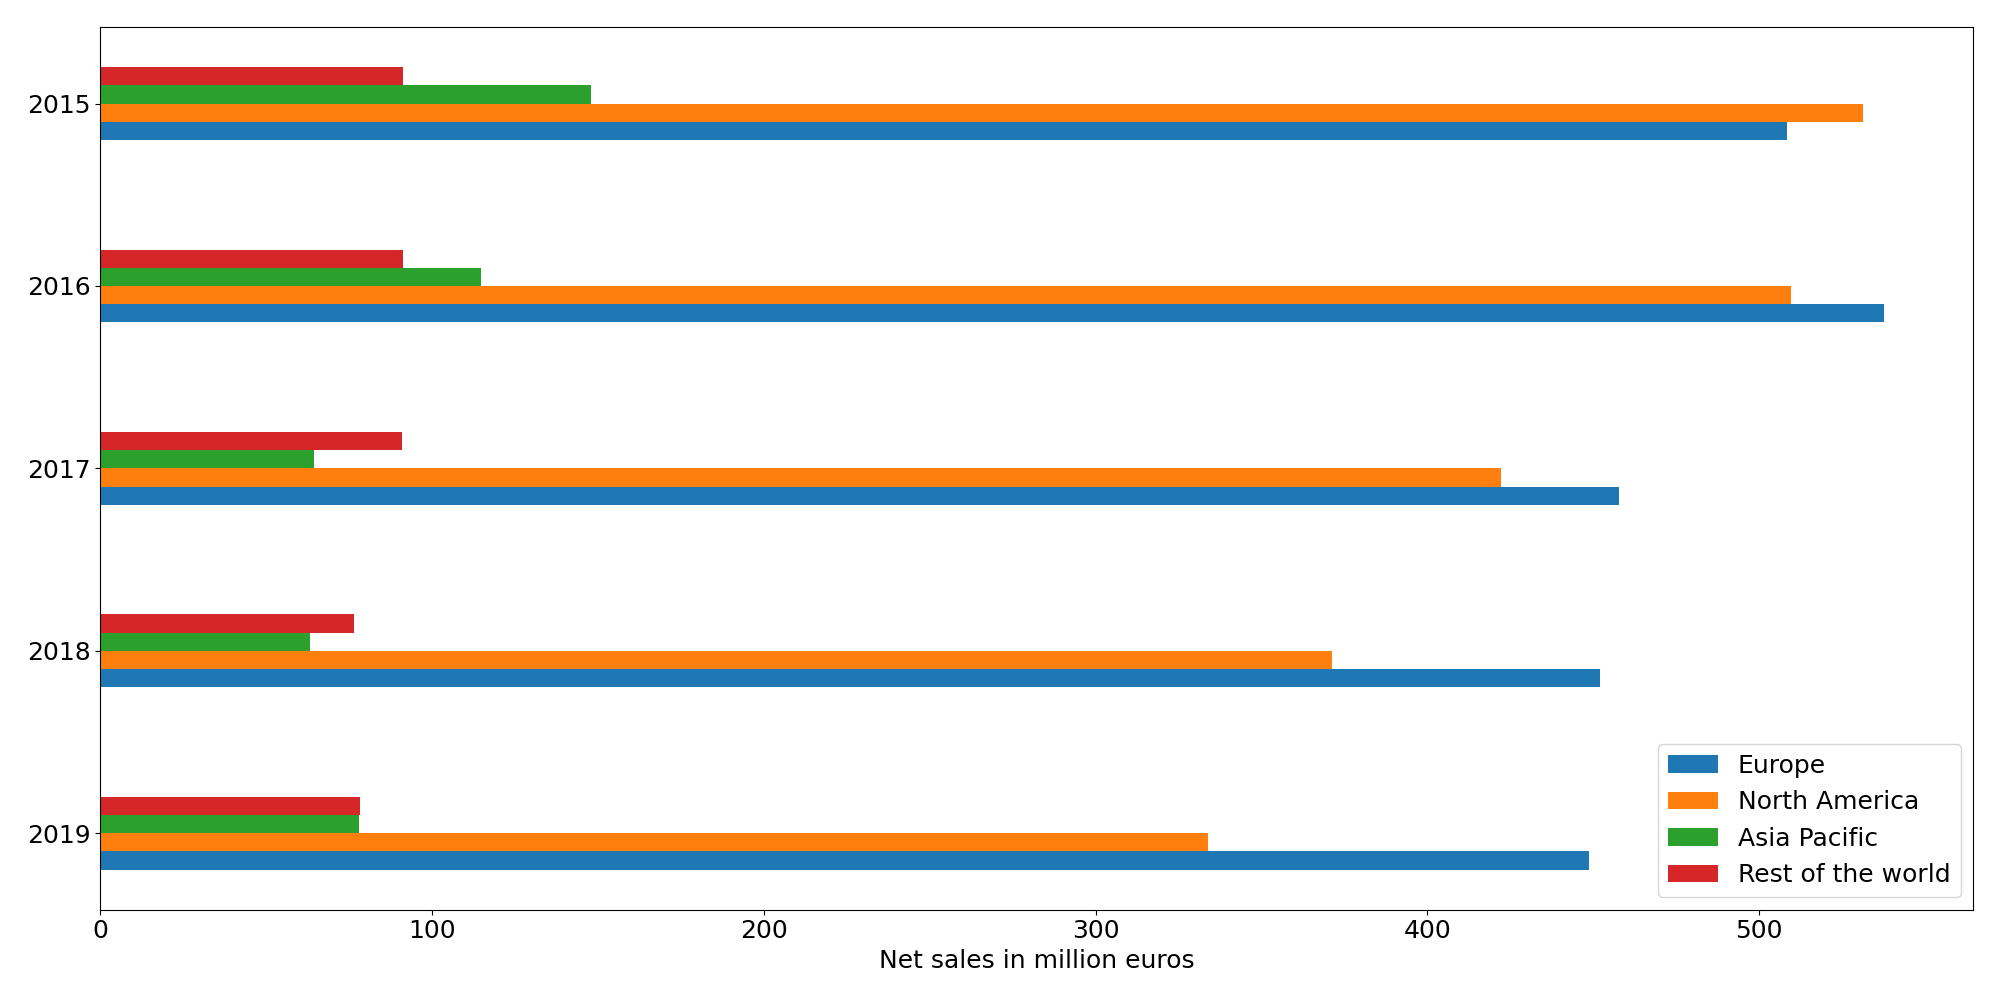 2015
2016
2017
2018
2019
0 100 200 300 400 500
Net sales in million euros
Europe
North America
Asia Pacific
Rest of the world